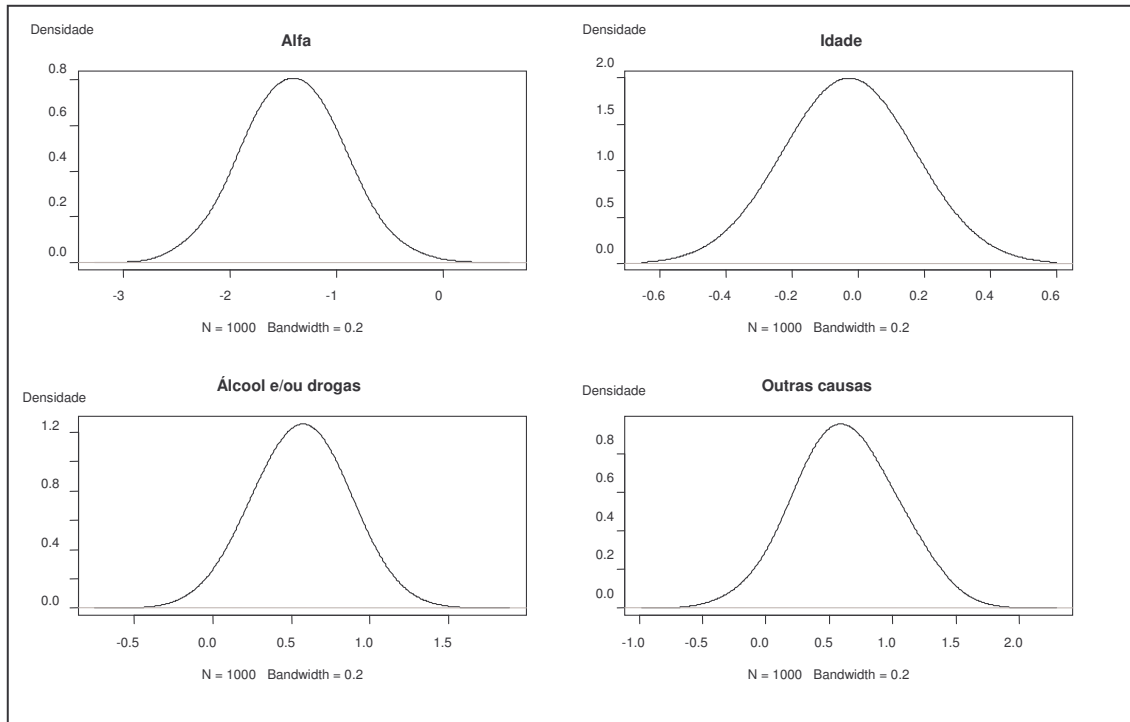 Densidade
Alfa
0.8
0.6
0.4
0.2
0.0
-3 -2 -1 0
N = 1000 Bandwidth = 0.2
Densidade
Idade
2.0
1.5
1.0
0.5
0.0
-0.6 -0.4 -0.2 0.0 0.2 0.4 0.6
N = 1000 Bandwidth = 0.2
Densidade
Álcool e/ou drogas
1.2
0.8
0.4
0.0
-0.5 0.0 0.5 1.0 1.5
N = 1000 Bandwidth = 0.2
Densidade
Outras causas
0.8
0.6
0.4
0.2
0.0
-1.0 -0.5 0.0 0.5 1.0 1.5 2.0
N = 1000 Bandwidth = 0.2